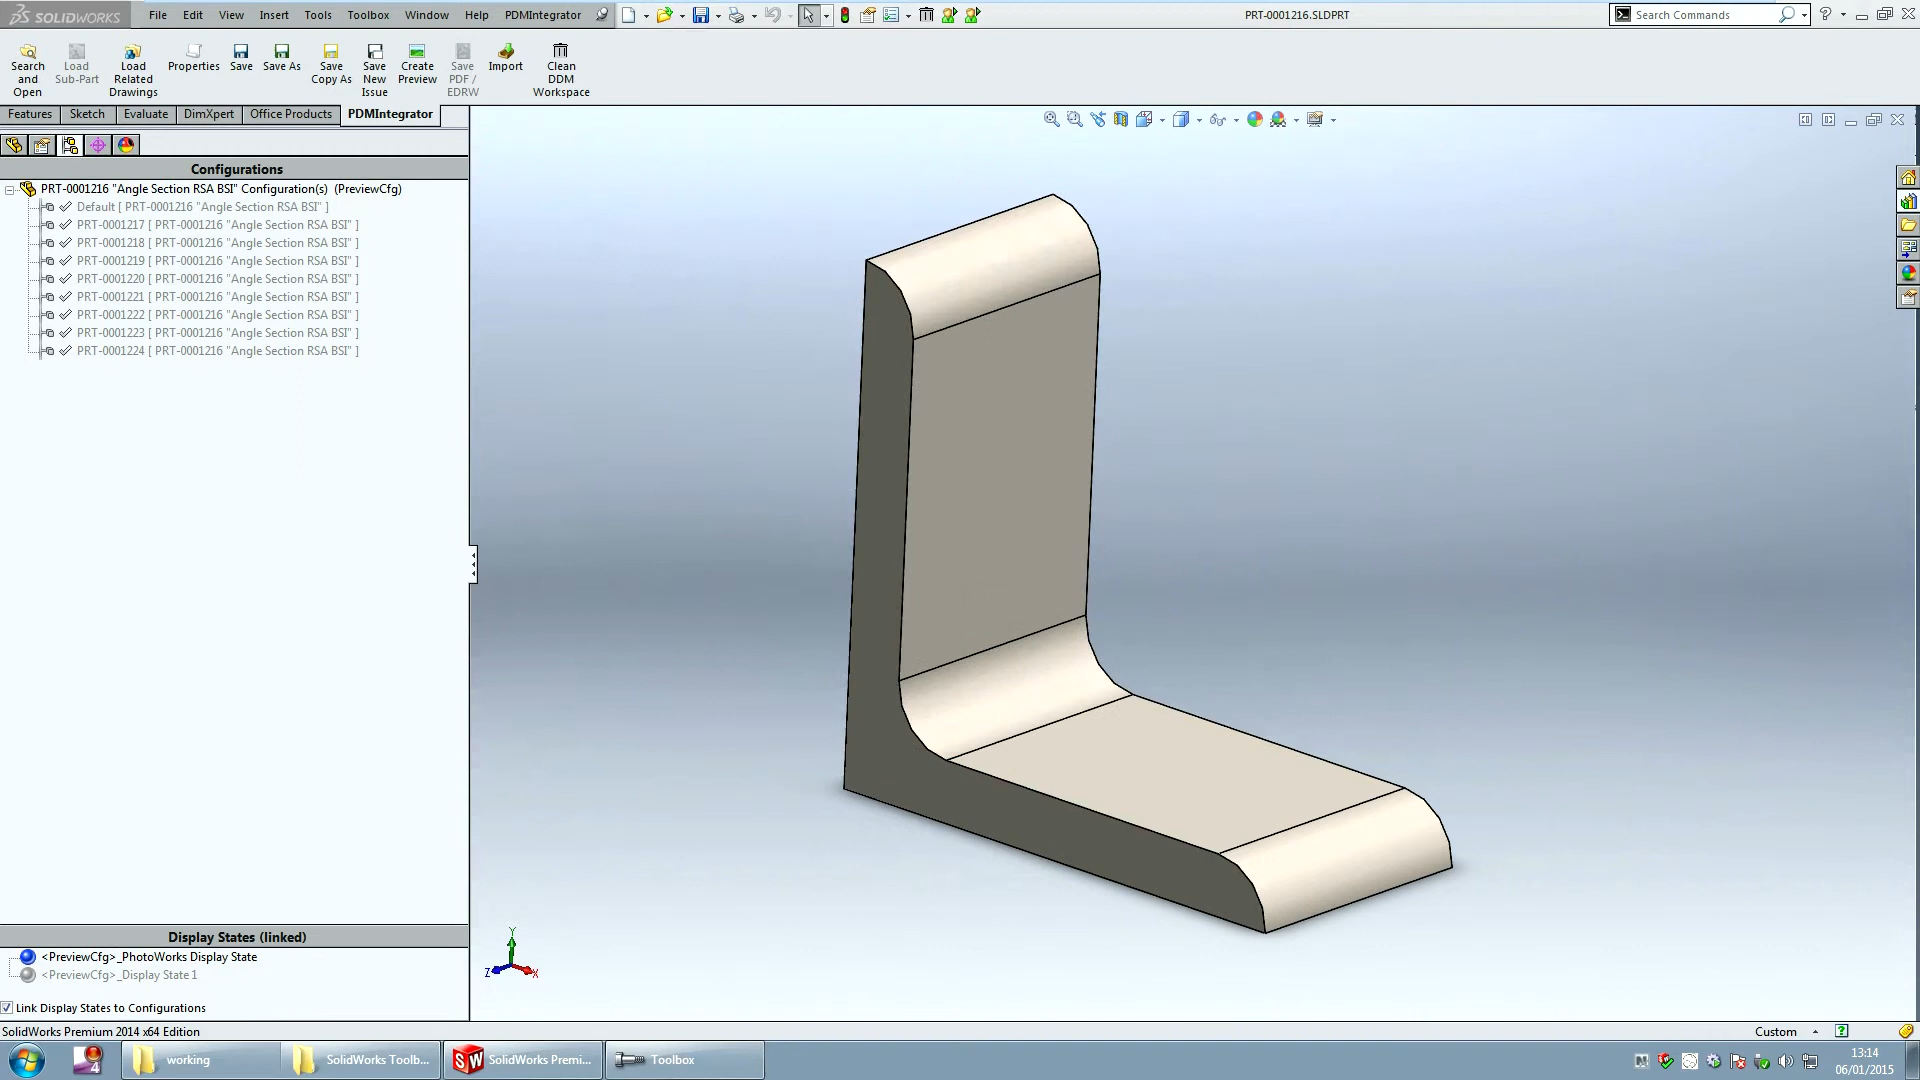 SOLIDWORKS File Edit View Insert Tools Toolbox Window Help PDMIntegrator PRT-0001216.SLDPRT Search Commands
Search and Open
Load Sub-Part
Load Related Drawings
Properties
Save
Save As
Save Copy As
Save New Issue
Create Preview
Save PDF / EDRW
Import
Clean DDM Workspace
Features Sketch Evaluate DimXpert Office Products PDMIntegrator
Configurations
PRT-0001216 "Angle Section RSA BSI" Configuration(s) (PreviewCfg)
Default [ PRT-0001216 "Angle Section RSA BSI" ]
PRT-0001217 [ PRT-0001216 "Angle Section RSA BSI" ]
PRT-0001218 [ PRT-0001216 "Angle Section RSA BSI" ]
PRT-0001219 [ PRT-0001216 "Angle Section RSA BSI" ]
PRT-0001220 [ PRT-0001216 "Angle Section RSA BSI" ]
PRT-0001221 [ PRT-0001216 "Angle Section RSA BSI" ]
PRT-0001222 [ PRT-0001216 "Angle Section RSA BSI" ]
PRT-0001223 [ PRT-0001216 "Angle Section RSA BSI" ]
PRT-0001224 [ PRT-0001216 "Angle Section RSA BSI" ]
Y
Z X
Display States (linked)
<PreviewCfg>_PhotoWorks Display State
<PreviewCfg>_Display State 1
Link Display States to Configurations
SolidWorks Premium 2014 x64 Edition Custom
4 working SolidWorks Toolb... SW SolidWorks Premi... Toolbox
13:14
06/01/2015